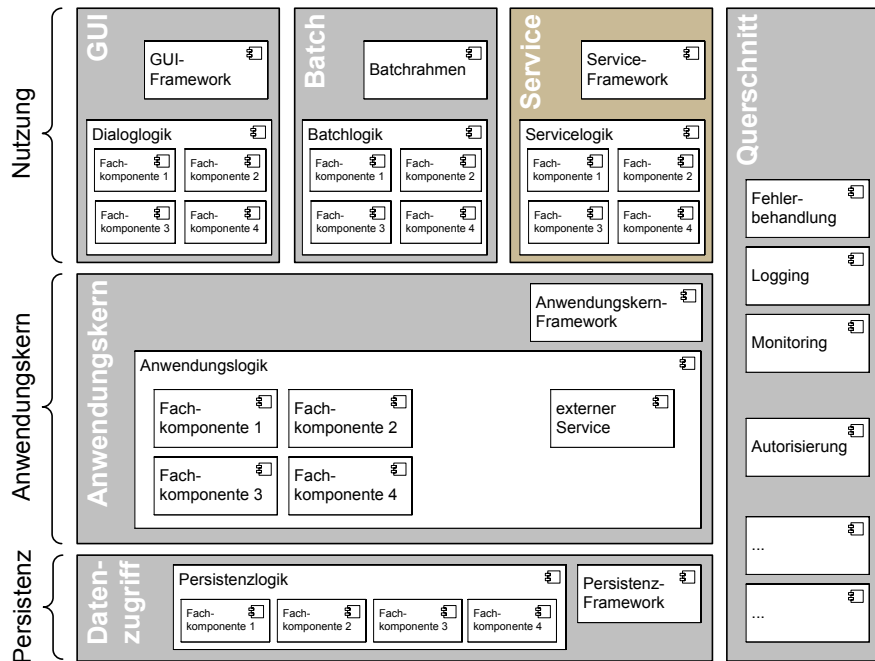 Nutzung
GUI
GUI-
Framework
Dialoglogik
Fach-
komponente 1
Fach-
komponente 2
Fach-
komponente 3
Fach-
komponente 4
Batch
Batchrahmen
Batchlogik
Fach-
komponente 1
Fach-
komponente 2
Fach-
komponente 3
Fach-
komponente 4
Service
Service-
Framework
Servicelogik
Fach-
komponente 1
Fach-
komponente 2
Fach-
komponente 3
Fach-
komponente 4
Anwendungskern
Anwendungskern
Anwendungskern-
Framework
Anwendungslogik
Fach-
komponente 1
Fach-
komponente 2
externer
Service
Fach-
komponente 3
Fach-
komponente 4
Persistenz
Daten-
zugriff
Persistenzlogik
Fach-
komponente 1
Fach-
komponente 2
Fach-
komponente 3
Fach-
komponente 4
Persistenz-
Framework
Querschnitt
Fehler-
behandlung
Logging
Monitoring
Autorisierung
...
...